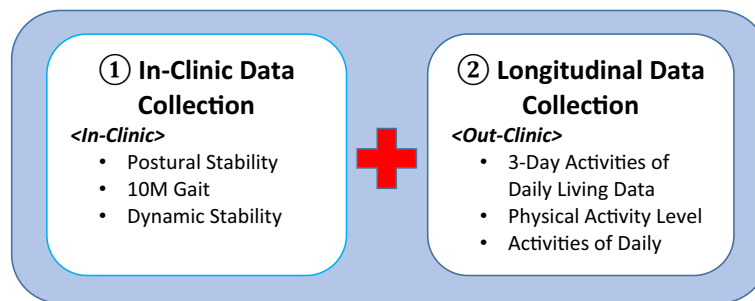 ① In-Clinic Data
Collection
<In-Clinic>
• Postural Stability
• 10M Gait
• Dynamic Stability
② Longitudinal Data
Collection
<Out-Clinic>
• 3-Day Activities of
Daily Living Data
• Physical Activity Level
• Activities of Daily